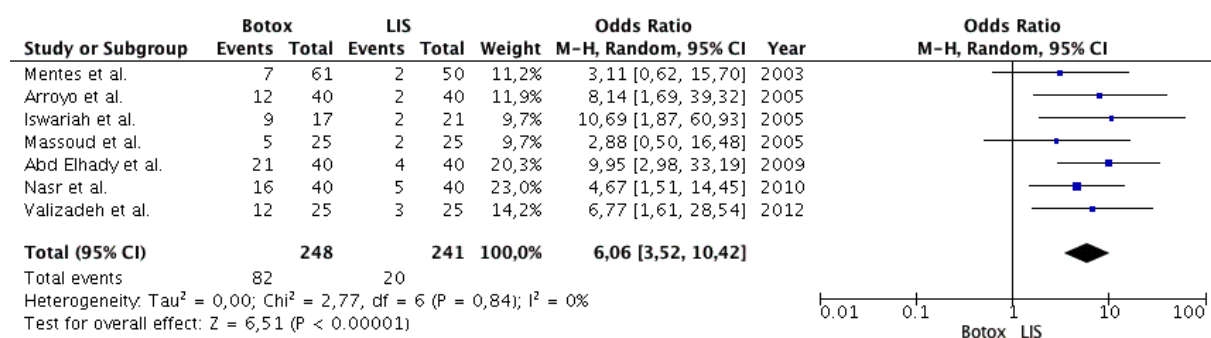 Botox LIS Odds Ratio Odds Ratio
Study or Subgroup Events Total Events Total Weight M-H, Random, 95% CI Year M-H, Random, 95% CI
Mentes et al. 7 61 2 50 11,2% 3,11 [0,62, 15,70] 2003
Arroyo et al. 12 40 2 40 11,9% 8,14 [1,69, 39,32] 2005
Iswariah et al. 9 17 2 21 9,7% 10,69 [1,87, 60,93] 2005
Massoud et al. 5 25 2 25 9,7% 2,88 [0,50, 16,48] 2005
Abd Elhady et al. 21 40 4 40 20,3% 9,95 [2,98, 33,19] 2009
Nasr et al. 16 40 5 40 23,0% 4,67 [1,51, 14,45] 2010
Valizadeh et al. 12 25 3 25 14,2% 6,77 [1,61, 28,54] 2012
Total (95% CI) 248 241 100,0% 6,06 [3,52, 10,42]
Total events 82 20
Heterogeneity: Tau² = 0,00; Chi² = 2,77, df = 6 (P = 0,84); I² = 0%
Test for overall effect: Z = 6,51 (P < 0.00001)
0.01 0.1 1 10 100
Botox LIS